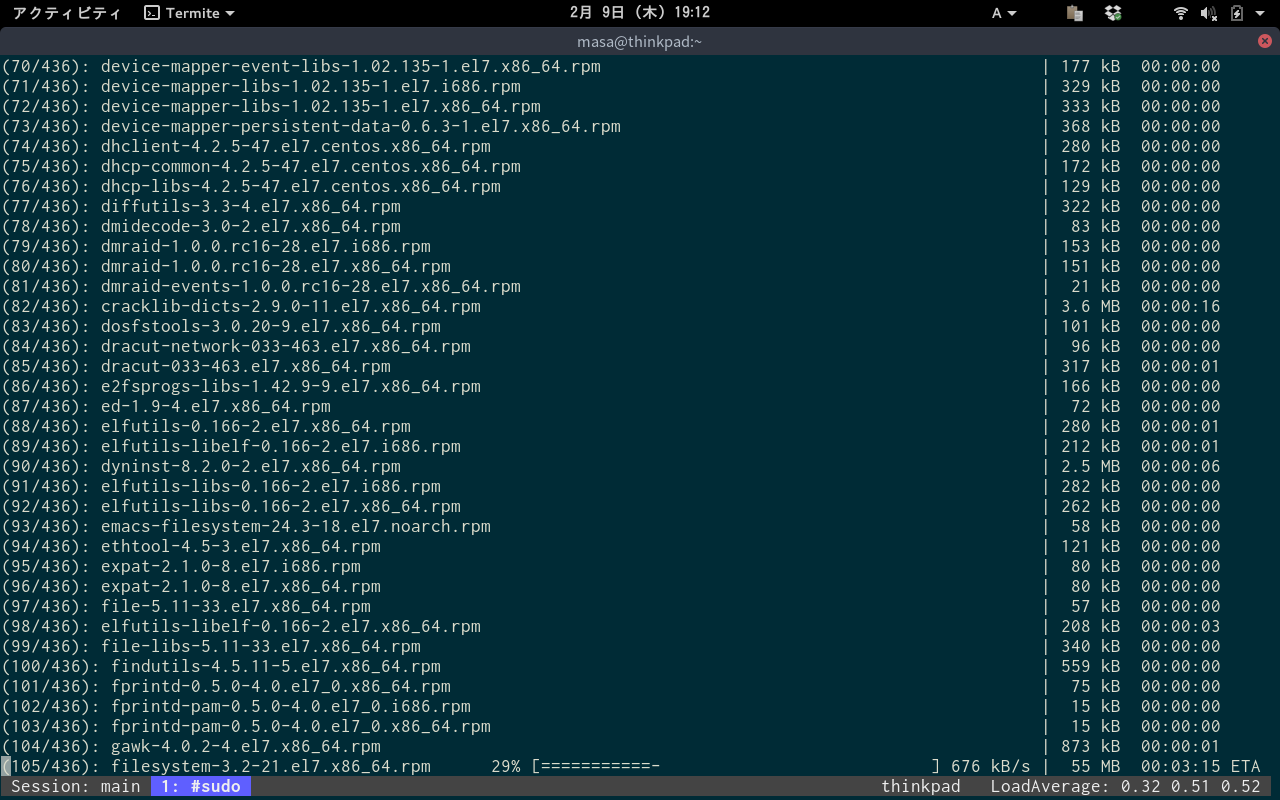 アクティビティ Termite 2月 9日 (木) 19:12 A
masa@thinkpad:~
(70/436): device-mapper-event-libs-1.02.135-1.el7.x86_64.rpm | 177 kB 00:00:00
(71/436): device-mapper-libs-1.02.135-1.el7.i686.rpm | 329 kB 00:00:00
(72/436): device-mapper-libs-1.02.135-1.el7.x86_64.rpm | 333 kB 00:00:00
(73/436): device-mapper-persistent-data-0.6.3-1.el7.x86_64.rpm | 368 kB 00:00:00
(74/436): dhclient-4.2.5-47.el7.centos.x86_64.rpm | 280 kB 00:00:00
(75/436): dhcp-common-4.2.5-47.el7.centos.x86_64.rpm | 172 kB 00:00:00
(76/436): dhcp-libs-4.2.5-47.el7.centos.x86_64.rpm | 129 kB 00:00:00
(77/436): diffutils-3.3-4.el7.x86_64.rpm | 322 kB 00:00:00
(78/436): dmidecode-3.0-2.el7.x86_64.rpm | 83 kB 00:00:00
(79/436): dmraid-1.0.0.rc16-28.el7.i686.rpm | 153 kB 00:00:00
(80/436): dmraid-1.0.0.rc16-28.el7.x86_64.rpm | 151 kB 00:00:00
(81/436): dmraid-events-1.0.0.rc16-28.el7.x86_64.rpm | 21 kB 00:00:00
(82/436): cracklib-dicts-2.9.0-11.el7.x86_64.rpm | 3.6 MB 00:00:16
(83/436): dosfstools-3.0.20-9.el7.x86_64.rpm | 101 kB 00:00:00
(84/436): dracut-network-033-463.el7.x86_64.rpm | 96 kB 00:00:00
(85/436): dracut-033-463.el7.x86_64.rpm | 317 kB 00:00:01
(86/436): e2fsprogs-libs-1.42.9-9.el7.x86_64.rpm | 166 kB 00:00:00
(87/436): ed-1.9-4.el7.x86_64.rpm | 72 kB 00:00:00
(88/436): elfutils-0.166-2.el7.x86_64.rpm | 280 kB 00:00:01
(89/436): elfutils-libelf-0.166-2.el7.i686.rpm | 212 kB 00:00:01
(90/436): dyninst-8.2.0-2.el7.x86_64.rpm | 2.5 MB 00:00:06
(91/436): elfutils-libs-0.166-2.el7.i686.rpm | 282 kB 00:00:00
(92/436): elfutils-libs-0.166-2.el7.x86_64.rpm | 262 kB 00:00:00
(93/436): emacs-filesystem-24.3-18.el7.noarch.rpm | 58 kB 00:00:00
(94/436): ethtool-4.5-3.el7.x86_64.rpm | 121 kB 00:00:00
(95/436): expat-2.1.0-8.el7.i686.rpm | 80 kB 00:00:00
(96/436): expat-2.1.0-8.el7.x86_64.rpm | 80 kB 00:00:00
(97/436): file-5.11-33.el7.x86_64.rpm | 57 kB 00:00:00
(98/436): elfutils-libelf-0.166-2.el7.x86_64.rpm | 208 kB 00:00:03
(99/436): file-libs-5.11-33.el7.x86_64.rpm | 340 kB 00:00:00
(100/436): findutils-4.5.11-5.el7.x86_64.rpm | 559 kB 00:00:00
(101/436): fprintd-0.5.0-4.0.el7_0.x86_64.rpm | 75 kB 00:00:00
(102/436): fprintd-pam-0.5.0-4.0.el7_0.i686.rpm | 15 kB 00:00:00
(103/436): fprintd-pam-0.5.0-4.0.el7_0.x86_64.rpm | 15 kB 00:00:00
(104/436): gawk-4.0.2-4.el7.x86_64.rpm | 873 kB 00:00:01
(105/436): filesystem-3.2-21.el7.x86_64.rpm 29% [===========- ] 676 kB/s | 55 MB 00:03:15 ETA
Session: main 1: #sudo thinkpad LoadAverage: 0.32 0.51 0.52